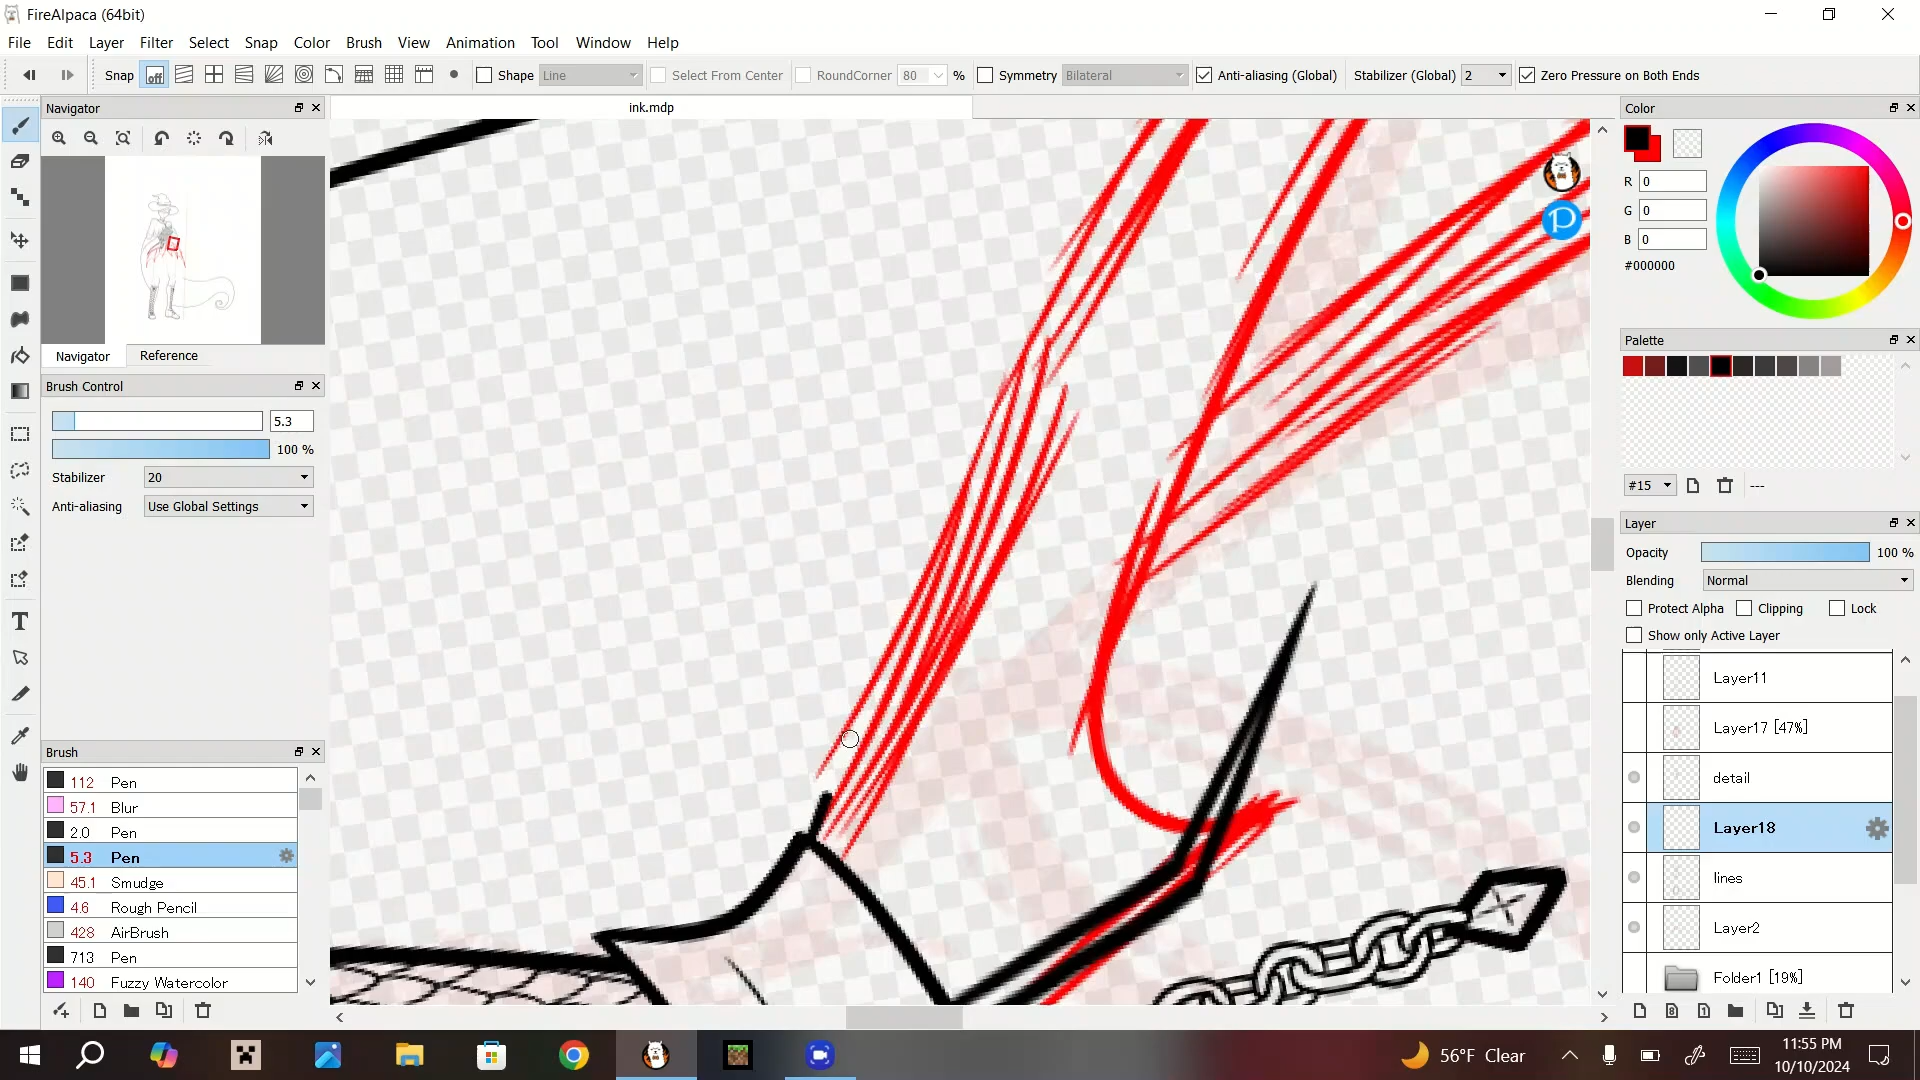 FireAlpaca (64bit)
File Edit Layer Filter Select Snap Color Brush View Animation Tool Window Help
Snap off Shape Line Select From Center RoundCorner 80 % Symmetry Bilateral Anti-aliasing (Global) Stabilizer (Global) 2 Zero Pressure on Both Ends
Navigator
ink.mdp
Color
R 0
G 0
B 0
#000000
Navigator Reference
Palette
Brush Control
5.3
100 %
Stabilizer 20
Anti-aliasing Use Global Settings
#15 ---
Layer
Opacity 100 %
Blending Normal
Protect Alpha Clipping Lock
Show only Active Layer
Layer11
Layer17 [47%]
detail
Layer18
lines
Layer2
Folder1 [19%]
Brush
112 Pen
57.1 Blur
2.0 Pen
5.3 Pen
45.1 Smudge
4.6 Rough Pencil
428 AirBrush
713 Pen
140 Fuzzy Watercolor
56°F Clear
11:55 PM
10/10/2024